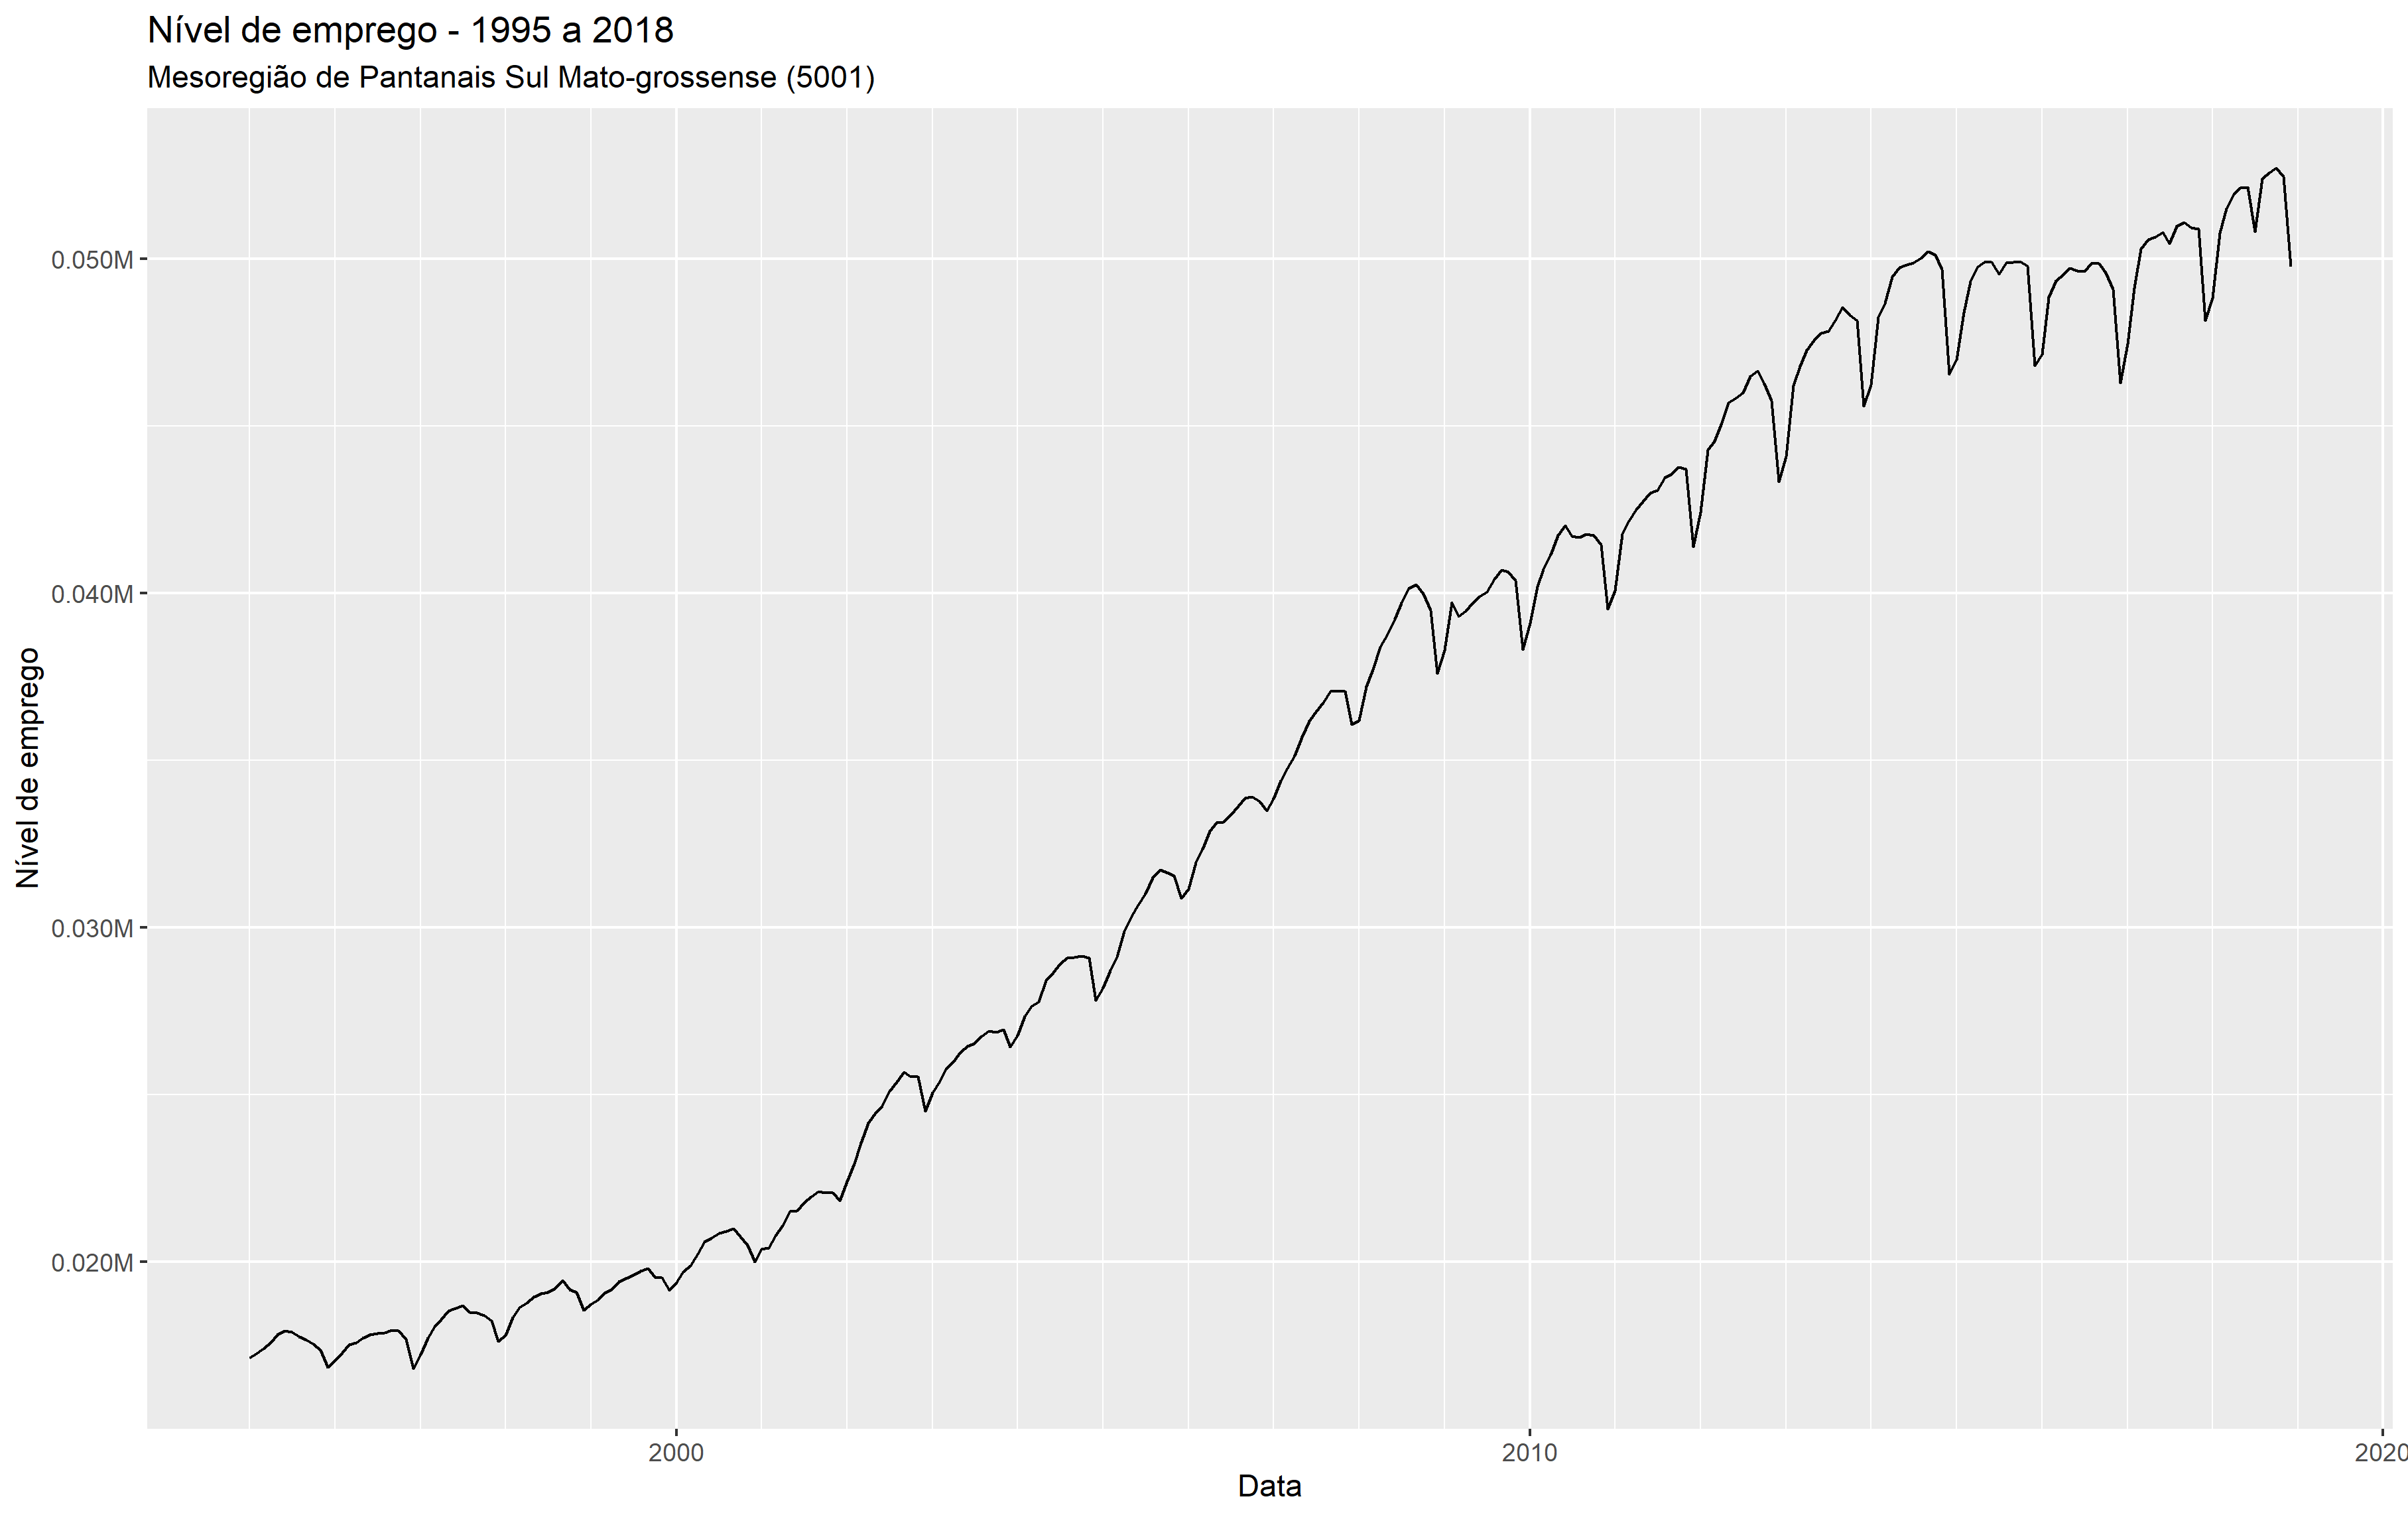 Nível de emprego - 1995 a 2018
Mesoregião de Pantanais Sul Mato-grossense (5001)
Nível de emprego
0.050M
0.040M
0.030M
0.020M
2000
2010
2020
Data